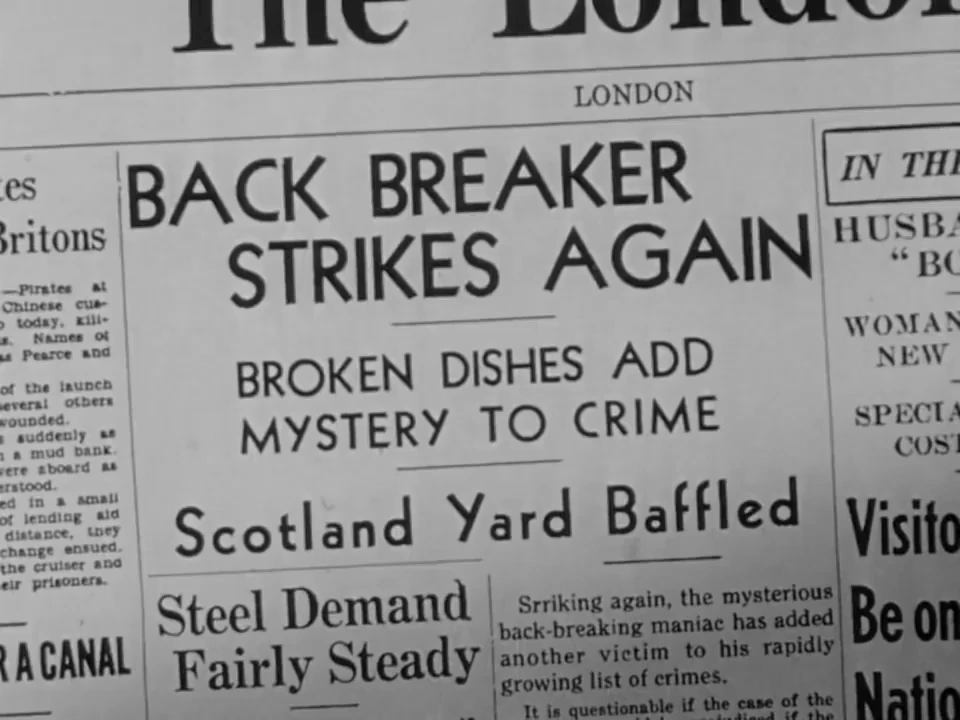 The London
LONDON
tes
Britons
—Pirates at
Chinese cus-
today, kill-
s. Names of
as Pearce and
of the launch
several others
wounded.
suddenly as
a mud bank.
were aboard as
erstood.
ed in a small
of lending aid
distance, they
change ensued.
the cruiser and
eir prisoners.
R A CANAL
BACK BREAKER
STRIKES AGAIN
BROKEN DISHES ADD
MYSTERY TO CRIME
Scotland Yard Baffled
Steel Demand
Fairly Steady
Srriking again, the mysterious
back-breaking maniac has added
another victim to his rapidly
growing list of crimes.
It is questionable if the case of the
IN THE
HUSBA
"BO
WOMAN
NEW
SPECIA
COST
Visito
Be on
Natio